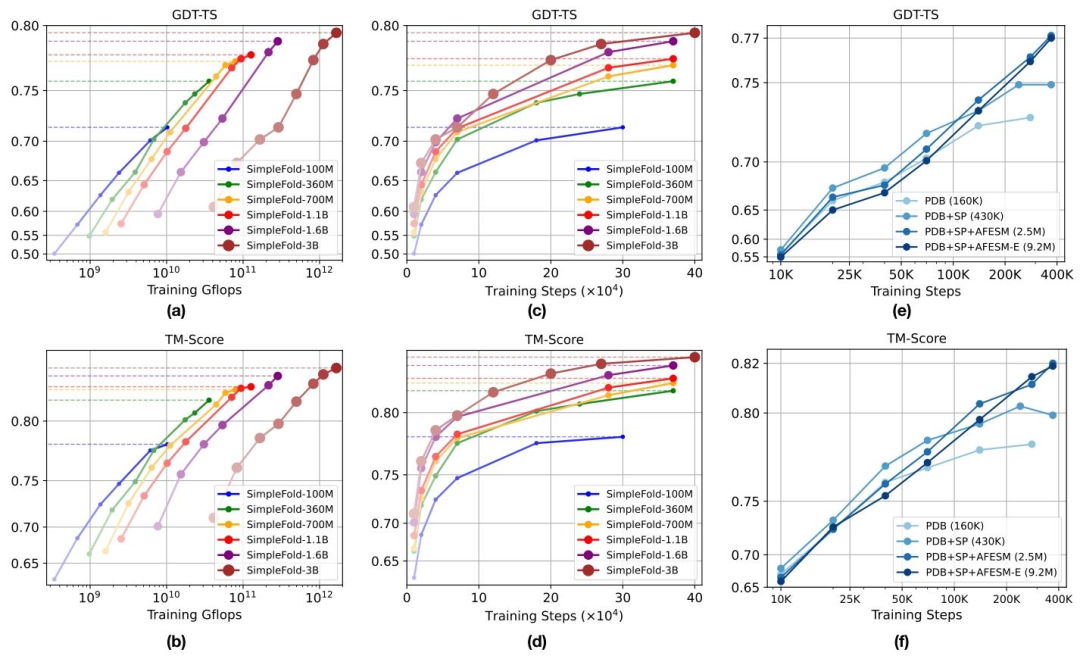 GDT-TS
0.80
0.75
0.70
0.65
0.60
0.55
0.50
SimpleFold-100M
SimpleFold-360M
SimpleFold-700M
SimpleFold-1.1B
SimpleFold-1.6B
SimpleFold-3B
10⁹
10¹⁰
10¹¹
10¹²
Training Gflops
(a)
GDT-TS
0.80
0.75
0.70
0.65
0.60
0.55
0.50
SimpleFold-100M
SimpleFold-360M
SimpleFold-700M
SimpleFold-1.1B
SimpleFold-1.6B
SimpleFold-3B
0
10
20
30
40
Training Steps (×10⁴)
(c)
GDT-TS
0.77
0.75
0.70
0.65
0.60
0.55
PDB (160K)
PDB+SP (430K)
PDB+SP+AFESM (2.5M)
PDB+SP+AFESM-E (9.2M)
10K
25K
50K
100K
200K
400K
Training Steps
(e)
TM-Score
0.80
0.75
0.70
0.65
SimpleFold-100M
SimpleFold-360M
SimpleFold-700M
SimpleFold-1.1B
SimpleFold-1.6B
SimpleFold-3B
10⁹
10¹⁰
10¹¹
10¹²
Training Gflops
(b)
TM-Score
0.80
0.75
0.70
0.65
SimpleFold-100M
SimpleFold-360M
SimpleFold-700M
SimpleFold-1.1B
SimpleFold-1.6B
SimpleFold-3B
0
10
20
30
40
Training Steps (×10⁴)
(d)
TM-Score
0.82
0.80
0.75
0.70
0.65
PDB (160K)
PDB+SP (430K)
PDB+SP+AFESM (2.5M)
PDB+SP+AFESM-E (9.2M)
10K
25K
50K
100K
200K
400K
Training Steps
(f)